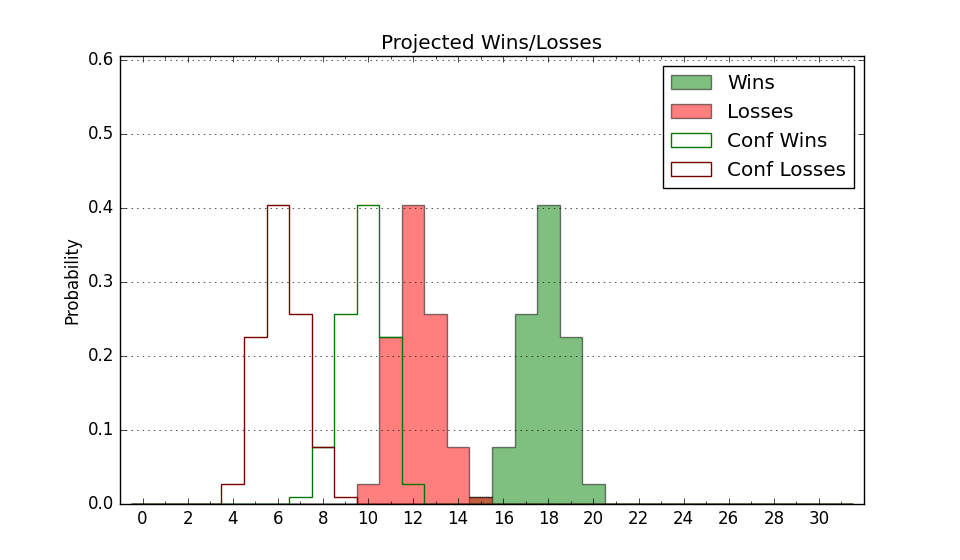 Projected Wins/Losses
0.6
0.5
0.4
0.3
0.2
0.1
0.0
Probability
Wins
Losses
Conf Wins
Conf Losses
0 2 4 6 8 10 12 14 16 18 20 22 24 26 28 30